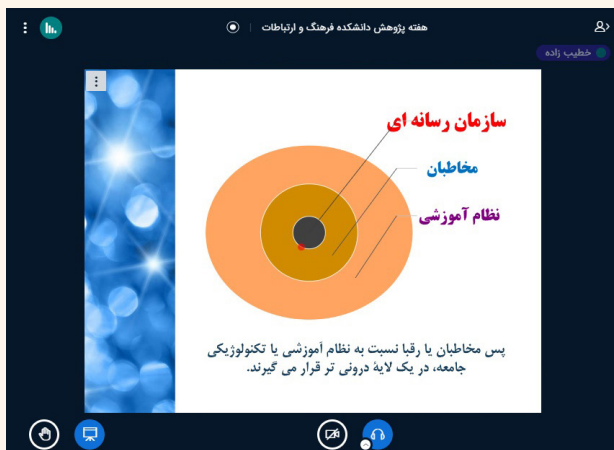 هفته پژوهش دانشکده فرهنگ و ارتباطات
خطیب زاده
سازمان رسانه ای
مخاطبان
نظام آموزشی
پس مخاطبان یا رقبا نسبت به نظام آموزشی یا تکنولوژیکی
جامعه، در یک لایهٔ درونی تر قرار می گیرند.